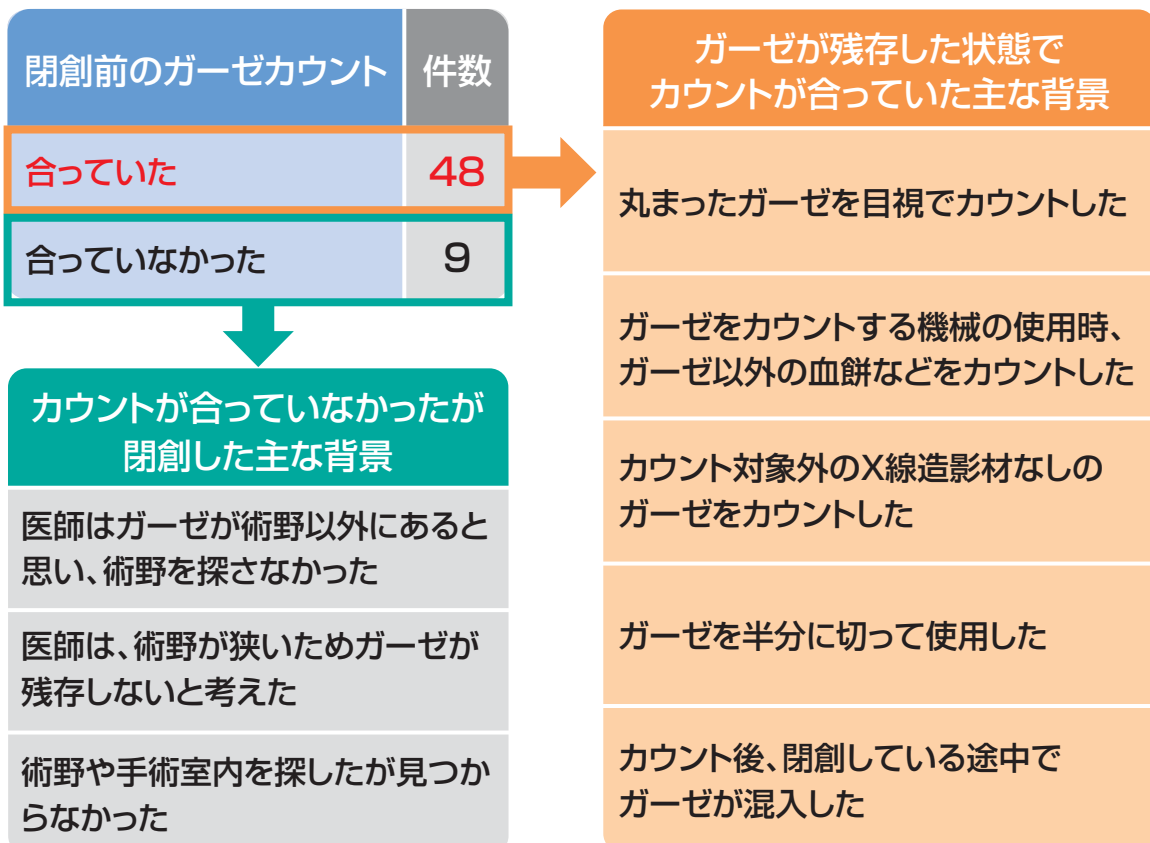 閉創前のガーゼカウント 件数
合っていた 48
合っていなかった 9
カウントが合っていなかったが
閉創した主な背景
医師はガーゼが術野以外にあると
思い、術野を探さなかった
医師は、術野が狭いためガーゼが
残存しないと考えた
術野や手術室内を探したが見つか
らなかった
ガーゼが残存した状態で
カウントが合っていた主な背景
丸まったガーゼを目視でカウントした
ガーゼをカウントする機械の使用時、
ガーゼ以外の血餅などをカウントした
カウント対象外のX線造影材なしの
ガーゼをカウントした
ガーゼを半分に切って使用した
カウント後、閉創している途中で
ガーゼが混入した